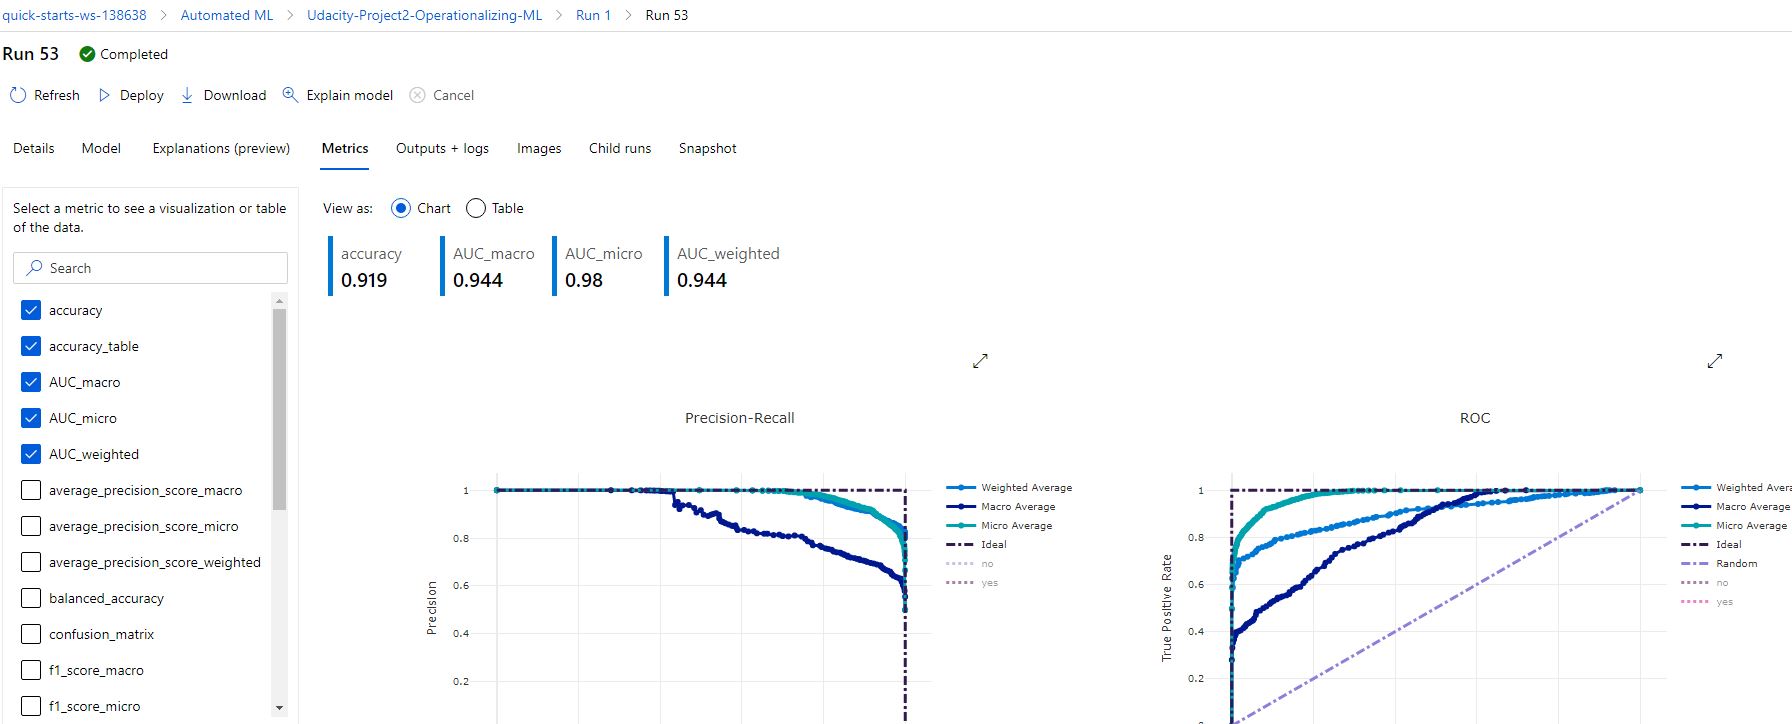 quick-starts-ws-138638 > Automated ML > Udacity-Project2-Operationalizing-ML > Run 1 > Run 53
Run 53 Completed
Refresh Deploy Download Explain model Cancel
Details Model Explanations (preview) Metrics Outputs + logs Images Child runs Snapshot
Select a metric to see a visualization or table
of the data.
Search
accuracy
accuracy_table
AUC_macro
AUC_micro
AUC_weighted
average_precision_score_macro
average_precision_score_micro
average_precision_score_weighted
balanced_accuracy
confusion_matrix
f1_score_macro
f1_score_micro
View as: Chart Table
accuracy AUC_macro AUC_micro AUC_weighted
0.919 0.944 0.98 0.944
Precision-Recall
1
0.8
0.6
0.4
0.2
Precision
Weighted Average
Macro Average
Micro Average
Ideal
no
yes
ROC
1
0.8
0.6
0.4
0.2
0
True Positive Rate
Weighted Avera
Macro Average
Micro Average
Ideal
Random
no
yes